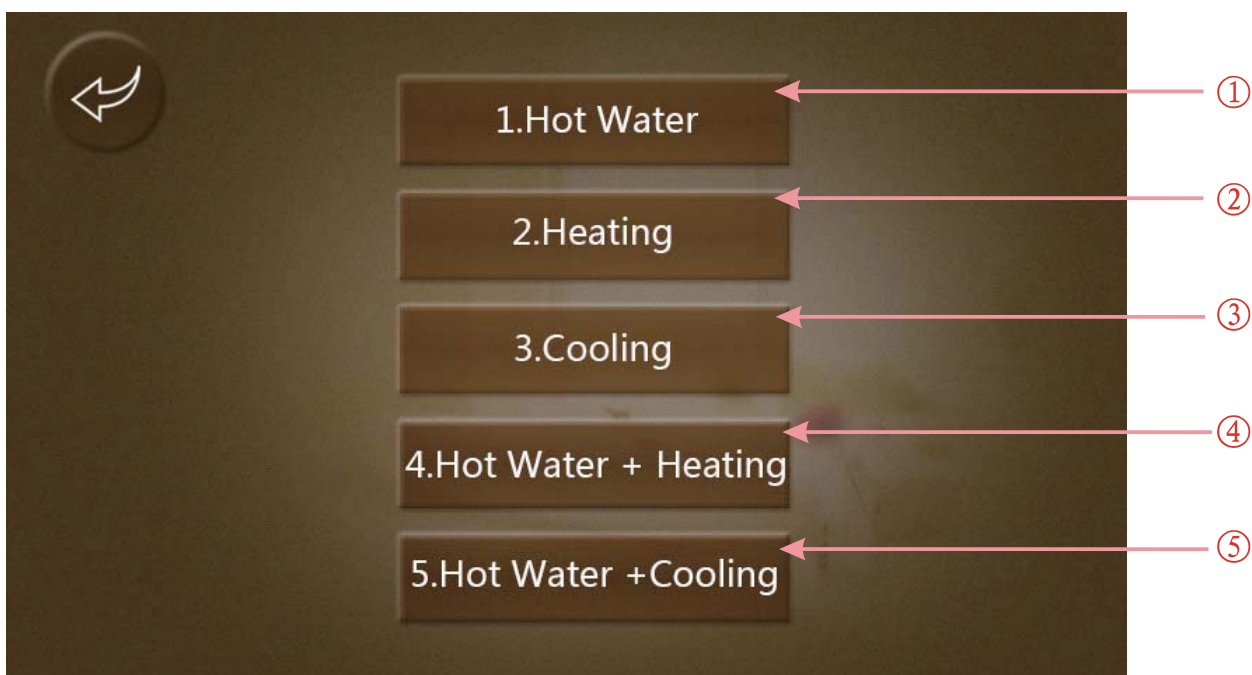 1.Hot Water ①
2.Heating ②
3.Cooling ③
4.Hot Water + Heating ④
5.Hot Water +Cooling ⑤